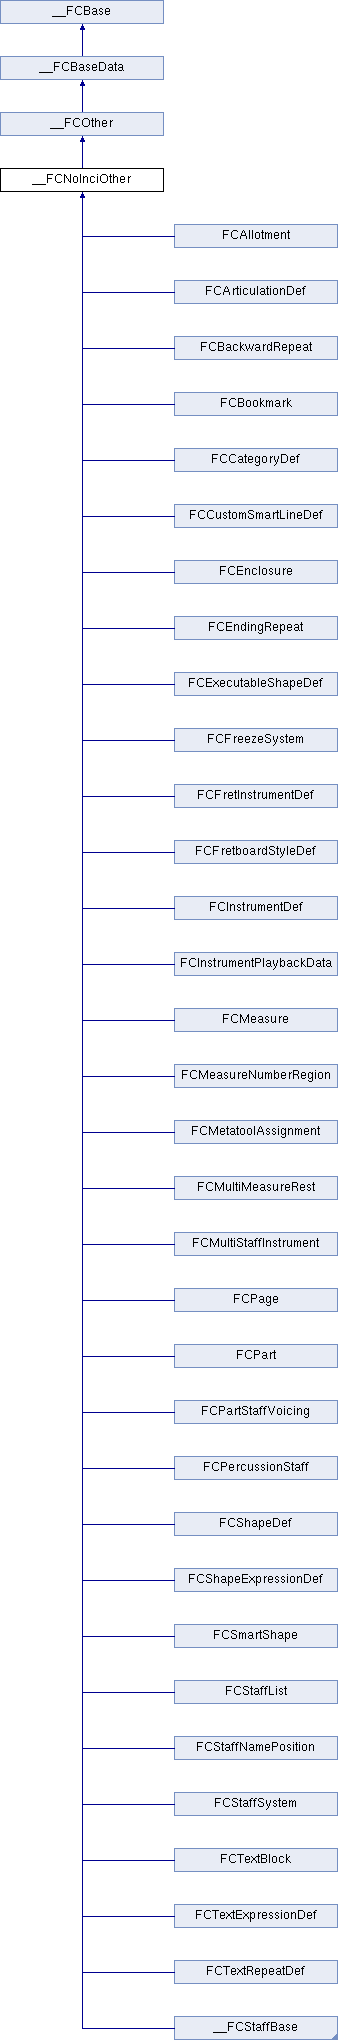 __FCBase
__FCBaseData
__FCOther
__FCNoInciOther
FCAllotment
FCArticulationDef
FCBackwardRepeat
FCBookmark
FCCategoryDef
FCCustomSmartLineDef
FCEnclosure
FCEndingRepeat
FCExecutableShapeDef
FCFreezeSystem
FCFretInstrumentDef
FCFretboardStyleDef
FCInstrumentDef
FCInstrumentPlaybackData
FCMeasure
FCMeasureNumberRegion
FCMetatoolAssignment
FCMultiMeasureRest
FCMultiStaffInstrument
FCPage
FCPart
FCPartStaffVoicing
FCPercussionStaff
FCShapeDef
FCShapeExpressionDef
FCSmartShape
FCStaffList
FCStaffNamePosition
FCStaffSystem
FCTextBlock
FCTextExpressionDef
FCTextRepeatDef
__FCStaffBase